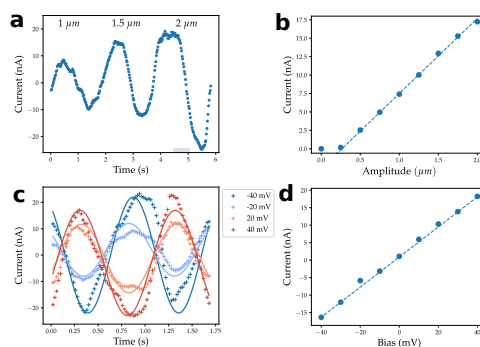 a
1 μm 1.5 μm 2 μm
20
10
0
−10
−20
Current (nA)
0 1 2 3 4 5 6
Time (s)
b
17.5
15.0
12.5
10.0
7.5
5.0
2.5
0.0
Current (nA)
0.0 0.5 1.0 1.5 2.0
Amplitude (μm)
c
20
10
0
−10
−20
Current (nA)
0.00 0.25 0.50 0.75 1.00 1.25 1.50 1.75
Time (s)
-40 mV
-20 mV
20 mV
40 mV
d
20
15
10
5
0
−5
−10
−15
Current (nA)
−40 −20 0 20 40
Bias (mV)